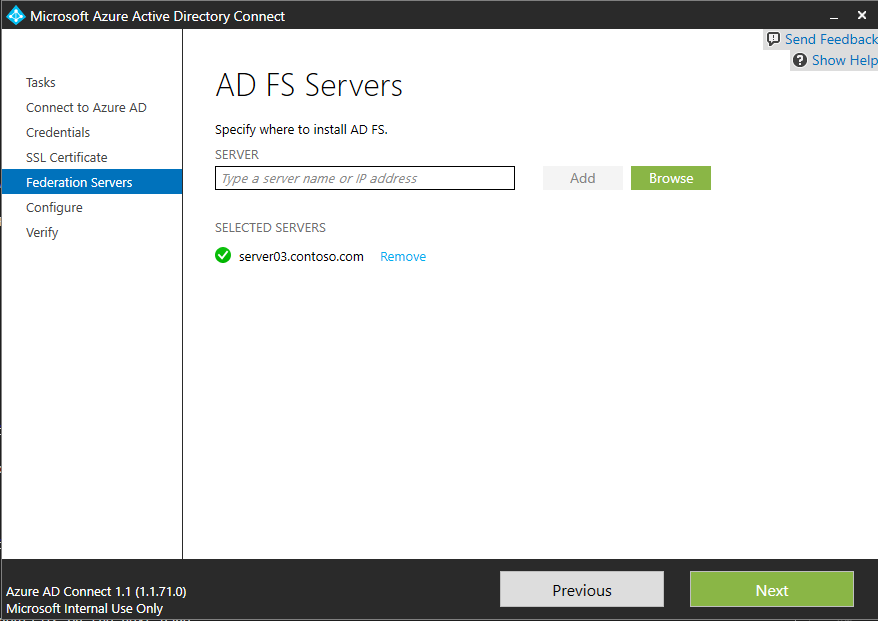 Microsoft Azure Active Directory Connect
Send Feedback
Show Help
Tasks
Connect to Azure AD
Credentials
SSL Certificate
Federation Servers
Configure
Verify
AD FS Servers
Specify where to install AD FS.
SERVER
Type a server name or IP address
Add
Browse
SELECTED SERVERS
server03.contoso.com
Remove
Azure AD Connect 1.1 (1.1.71.0)
Microsoft Internal Use Only
Previous
Next